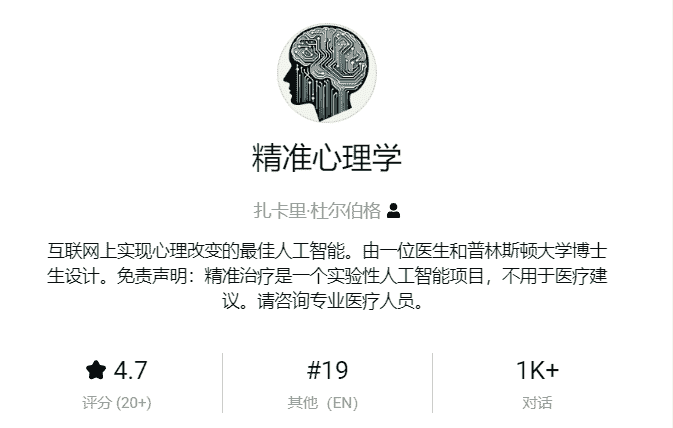 精准心理学
扎卡里·杜尔伯格
互联网上实现心理改变的最佳人工智能。由一位医生和普林斯顿大学博士
生设计。免责声明：精准治疗是一个实验性人工智能项目，不用于医疗建
议。请咨询专业医疗人员。
4.7 #19 1K+
评分 (20+) 其他（EN） 对话